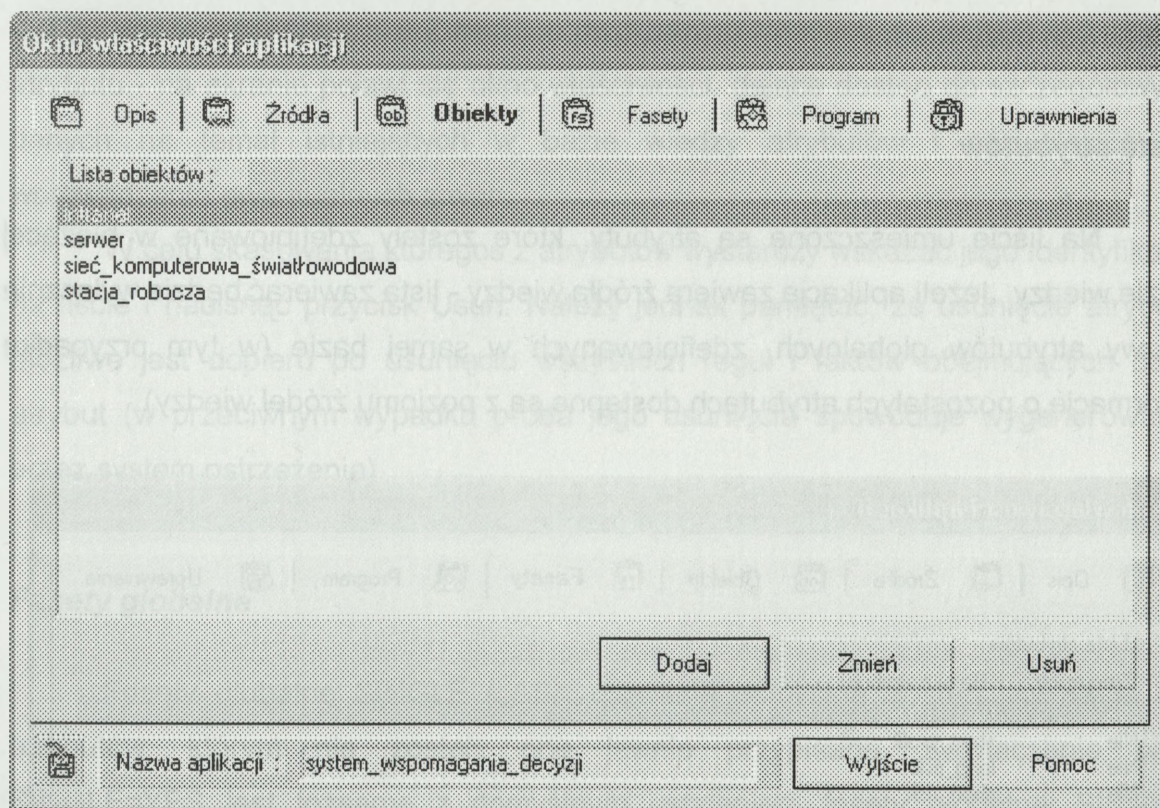 Okno właściwości aplikacji
Opis Źródła Obiekty Fasety Program Uprawnienia
Lista obiektów :
intranet
serwer
sieć_komputerowa_światłowodowa
stacja_robocza
Dodaj Zmień Usuń
Nazwa aplikacji : system_wspomagania_decyzji Wyjście Pomoc